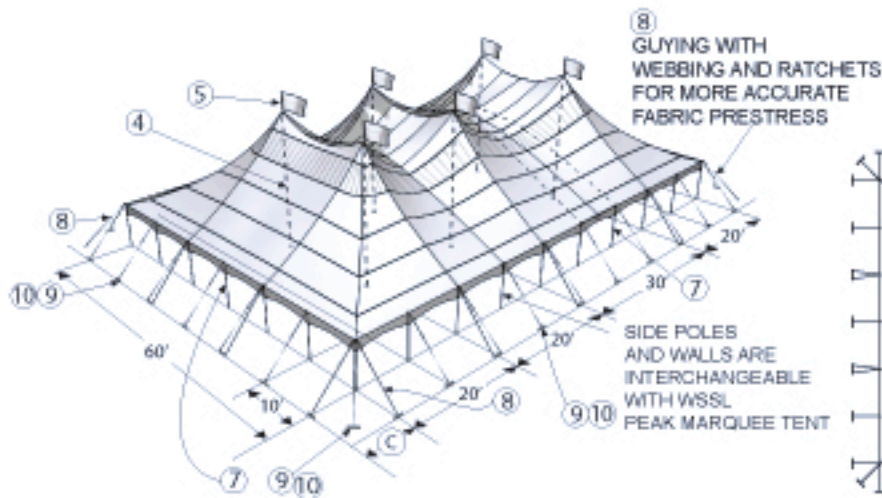 8
GUYING WITH
WEBBING AND RATCHETS
FOR MORE ACCURATE
FABRIC PRESTRESS
5
4
8
10 9
60'
10'
7
9 10
C
8
20'
20'
30'
20'
7
9 10
SIDE POLES
AND WALLS ARE
INTERCHANGEABLE
WITH WSSL
PEAK MARQUEE TENT